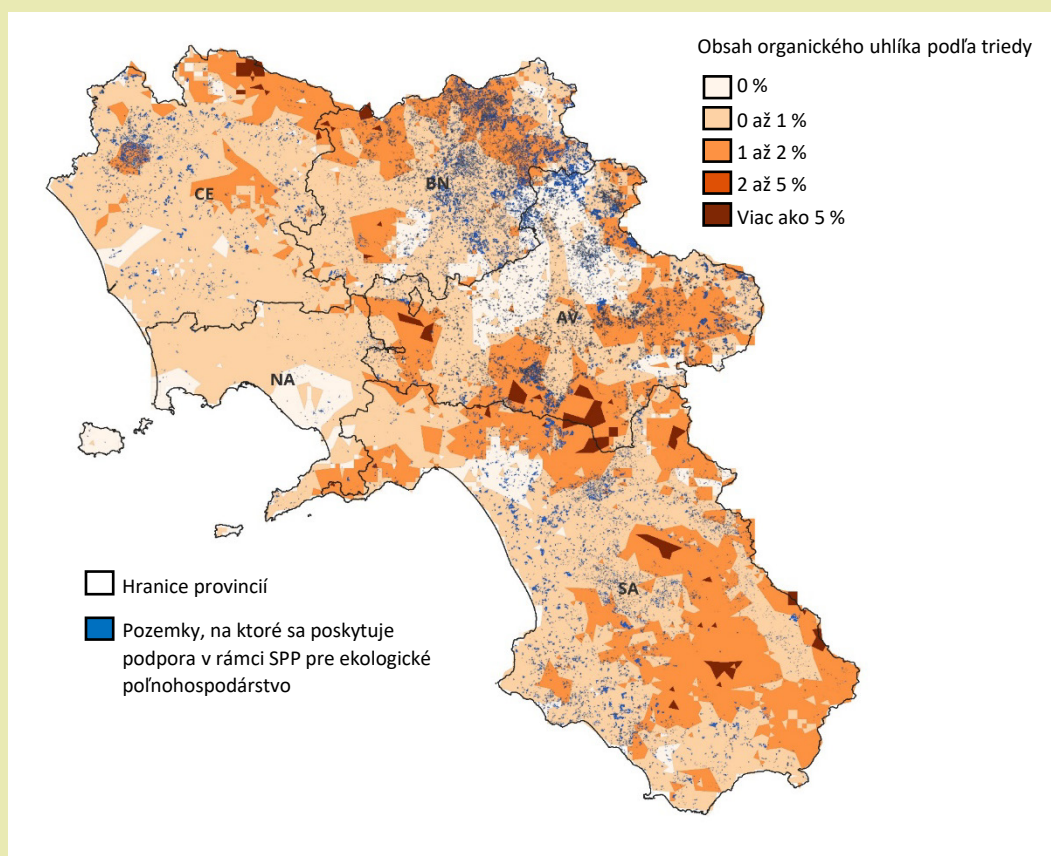 Obsah organického uhlíka podľa triedy
0 %
0 až 1 %
1 až 2 %
2 až 5 %
Viac ako 5 %
BN
CE
AV
NA
SA
Hranice provincií
Pozemky, na ktoré sa poskytuje
podpora v rámci SPP pre ekologické
poľnohospodárstvo